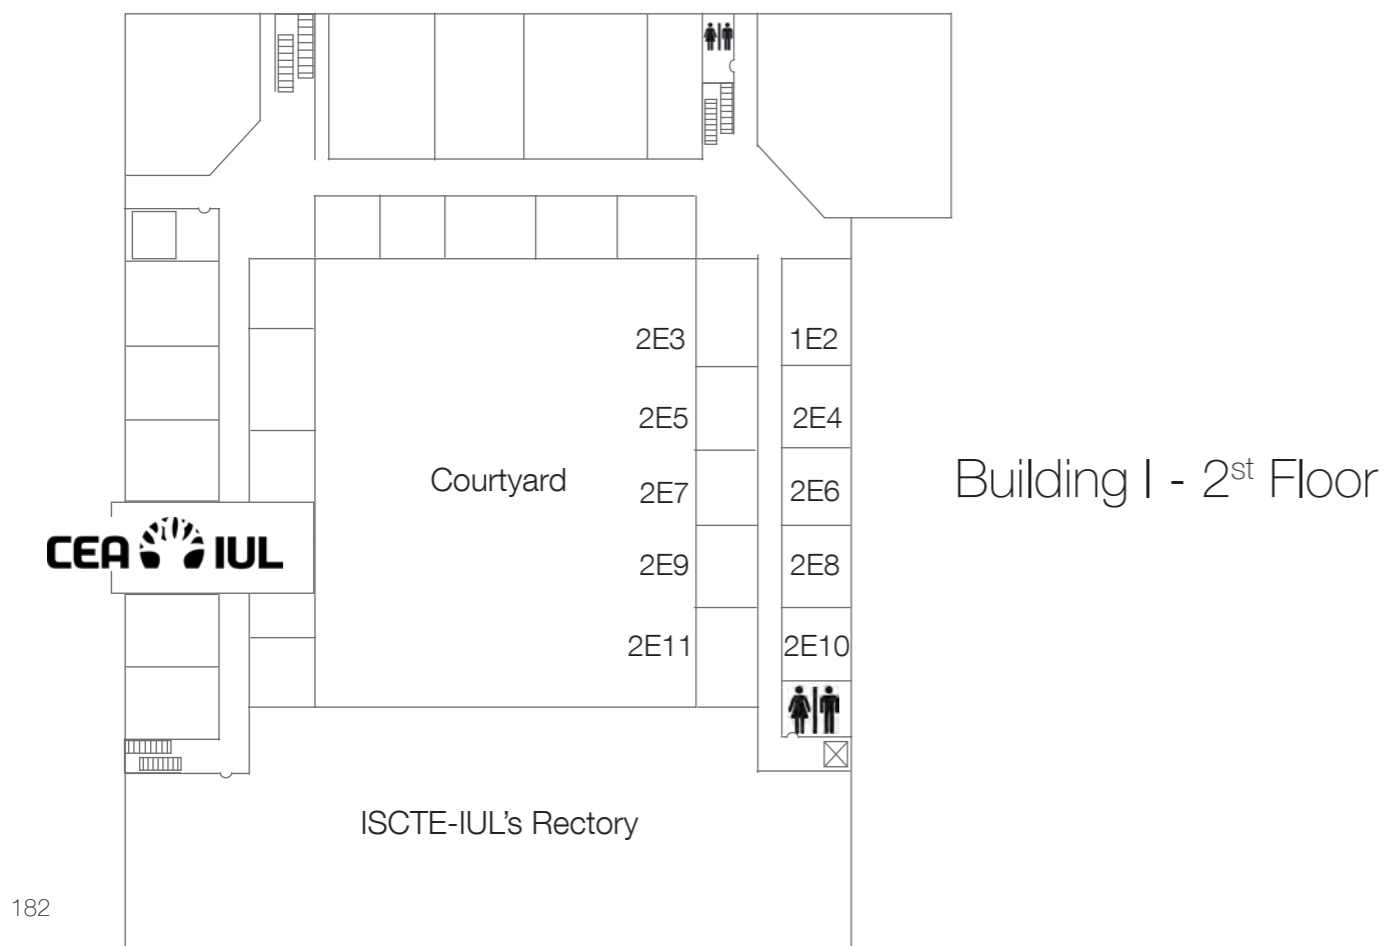 2E3 1E2
2E5 2E4
Courtyard
2E7 2E6
Building I - 2st Floor
CEA IUL
2E9 2E8
2E11 2E10
ISCTE-IUL's Rectory
182